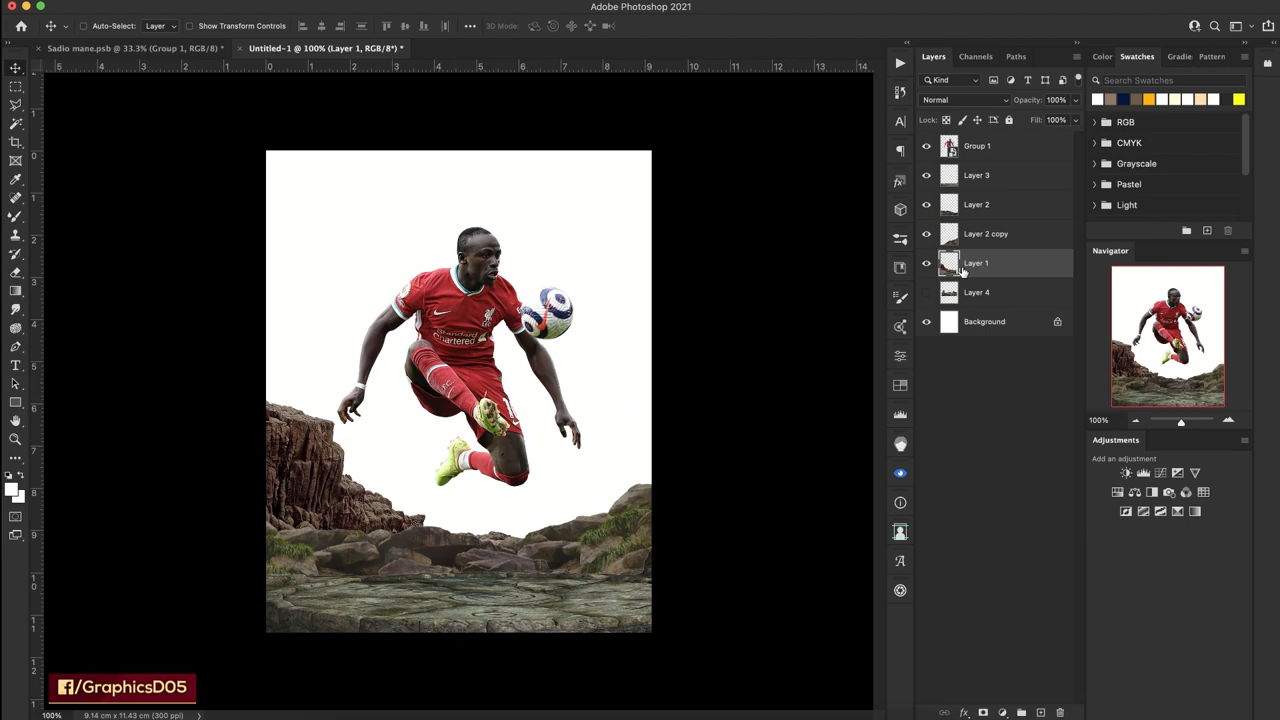 Adobe Photoshop 2021
Auto-Select: Layer Show Transform Controls 3D Mode:
Sadio mane.psb @ 33.3% (Group 1, RGB/8) * Untitled-1 @ 100% (Layer 1, RGB/8*) *
Layers Channels Paths
Color Swatches Gradie Pattern
Kind
Search Swatches
Normal Opacity: 100%
Lock: Fill: 100%
RGB
CMYK
Grayscale
Pastel
Light
Group 1
Layer 3
Layer 2
Layer 2 copy
Layer 1
Layer 4
Background
Navigator
100%
Adjustments
Add an adjustment
Standard
Chartered
f/GraphicsD05
100% 9.14 cm x 11.43 cm (300 ppi)